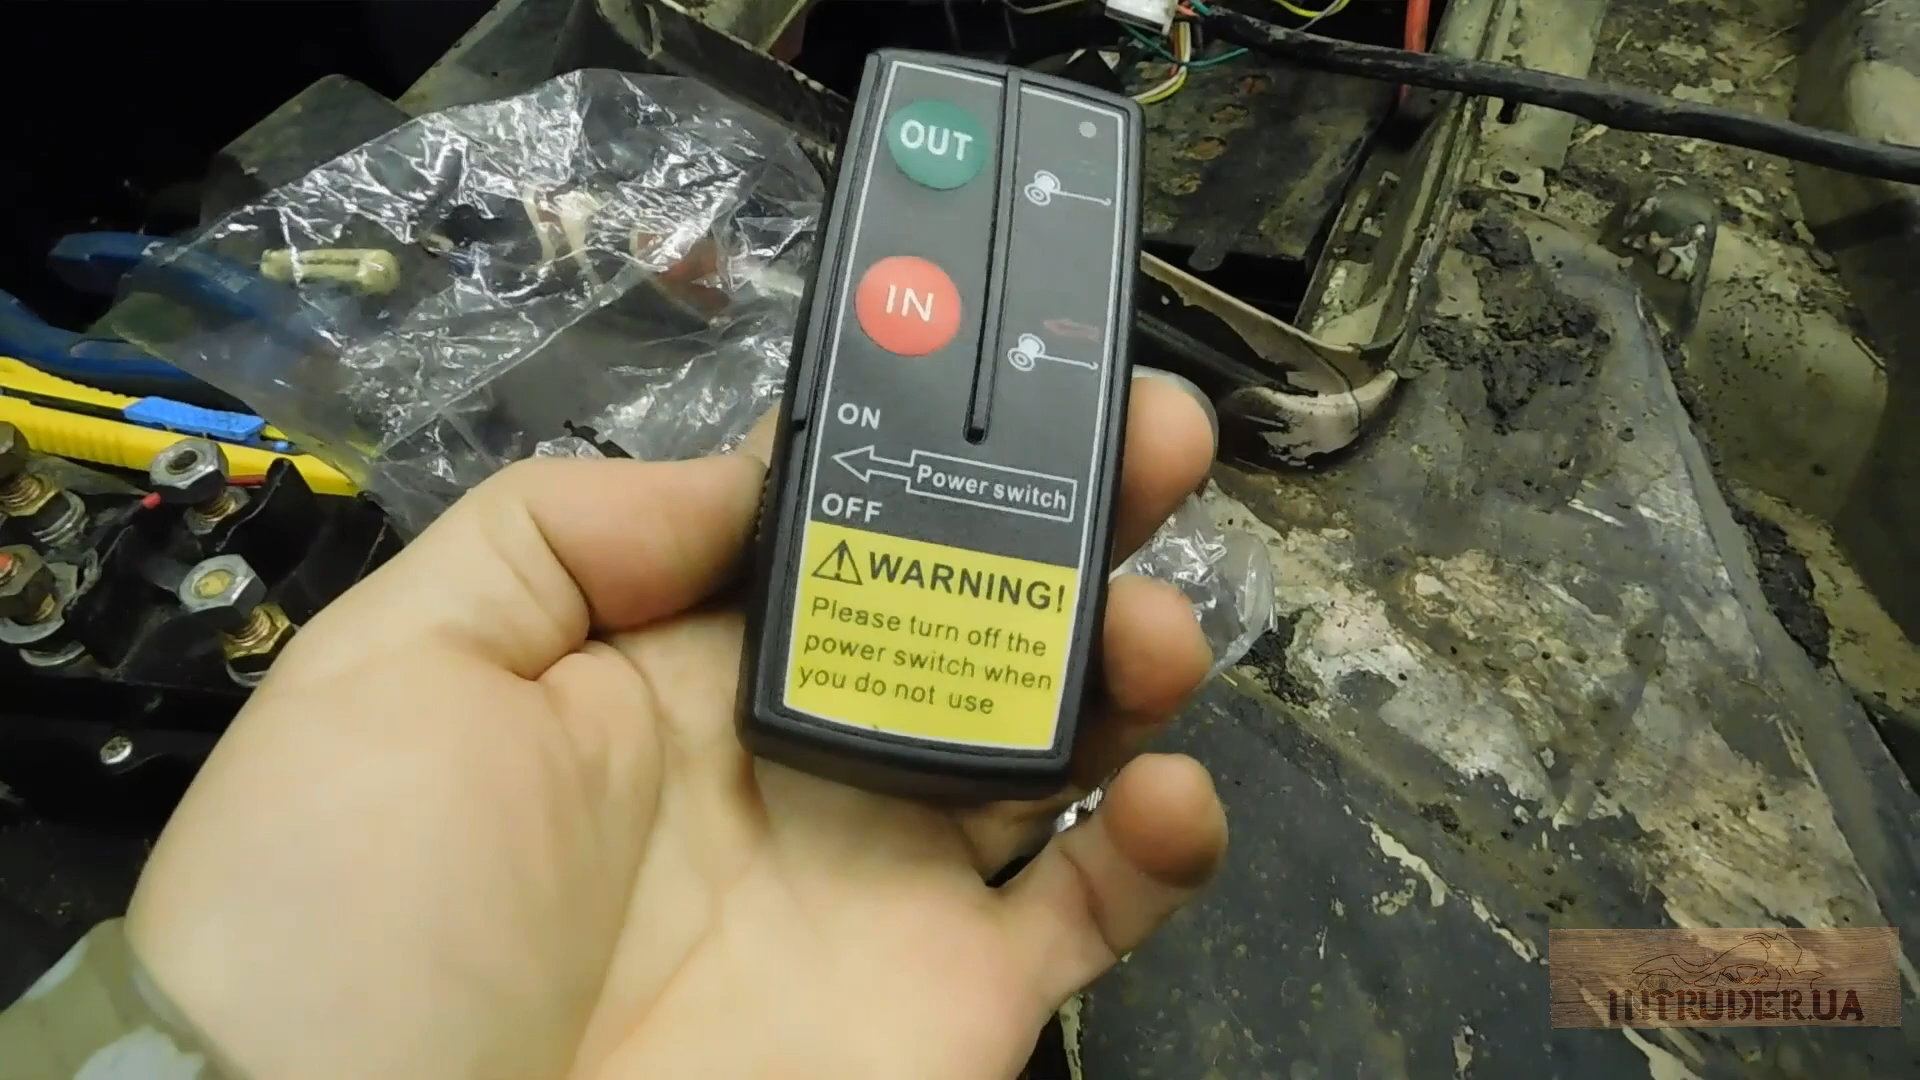 OUT
IN
ON
Power switch
OFF
WARNING!
Please turn off the
power switch when
you do not use
INTRUDER.UA